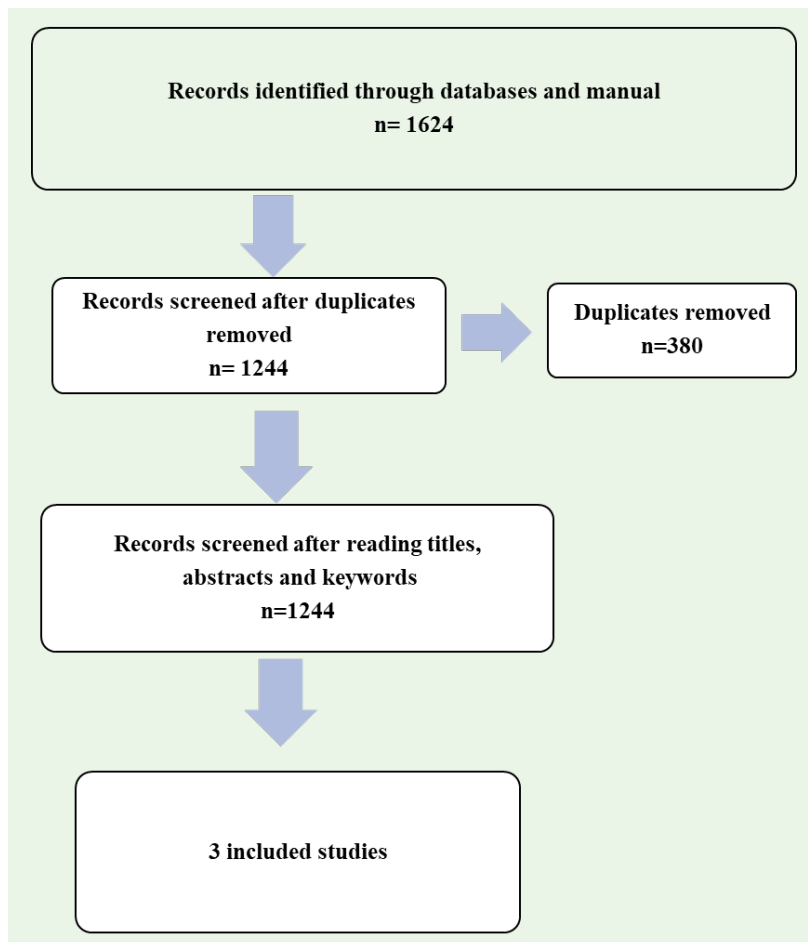 Records identified through databases and manual
n= 1624
Records screened after duplicates
removed
n= 1244
Duplicates removed
n=380
Records screened after reading titles,
abstracts and keywords
n=1244
3 included studies